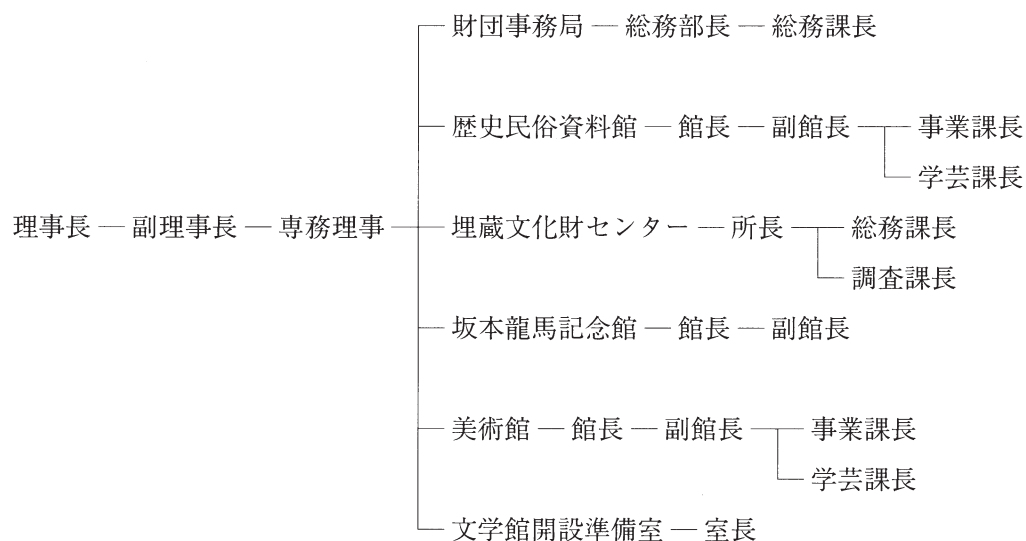 財団事務局 ― 総務部長 ― 総務課長
歴史民俗資料館 ― 館長 ― 副館長 ― 事業課長
学芸課長
理事長 ― 副理事長 ― 専務理事 ― 埋蔵文化財センター ― 所長 ― 総務課長
調査課長
坂本龍馬記念館 ― 館長 ― 副館長
美術館 ― 館長 ― 副館長 ― 事業課長
学芸課長
文学館開設準備室 ― 室長